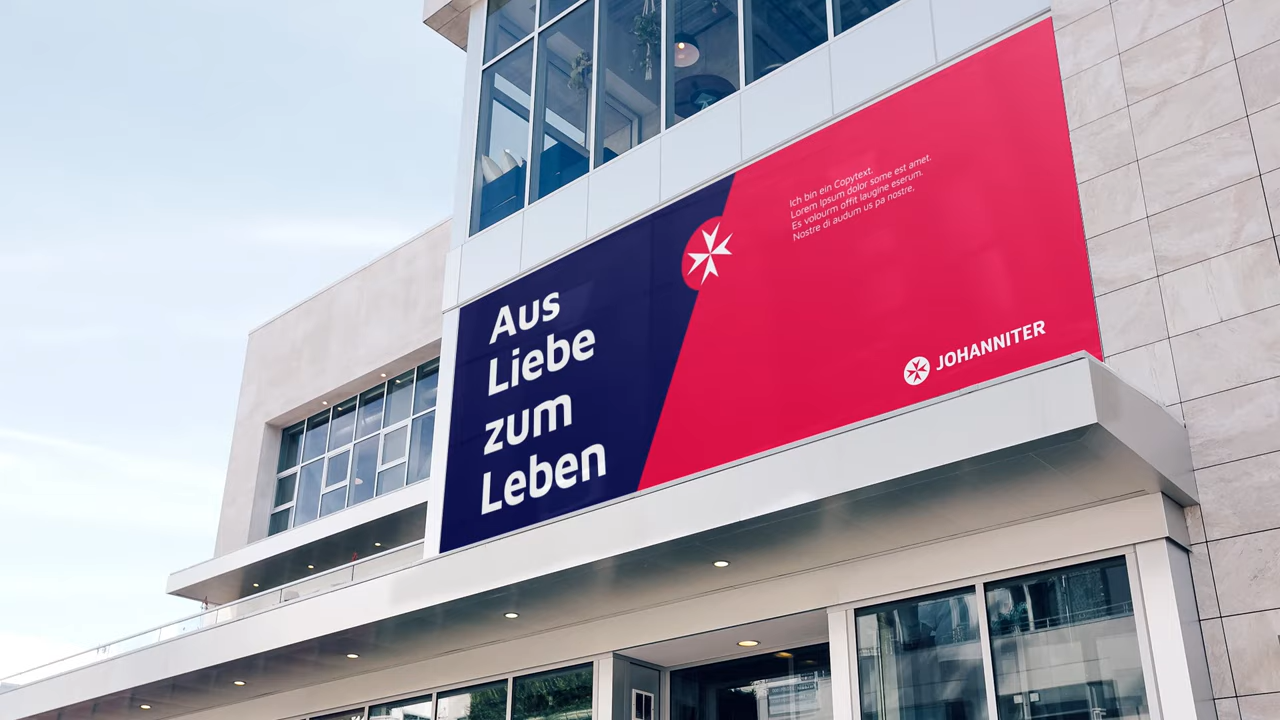 Aus
Liebe
zum
Leben
Ich bin ein Copytext.
Lorem ipsum dolor some est amet.
Es volourm offit laugine eserum.
Nostre di audum us pa nostre,
JOHANNITER